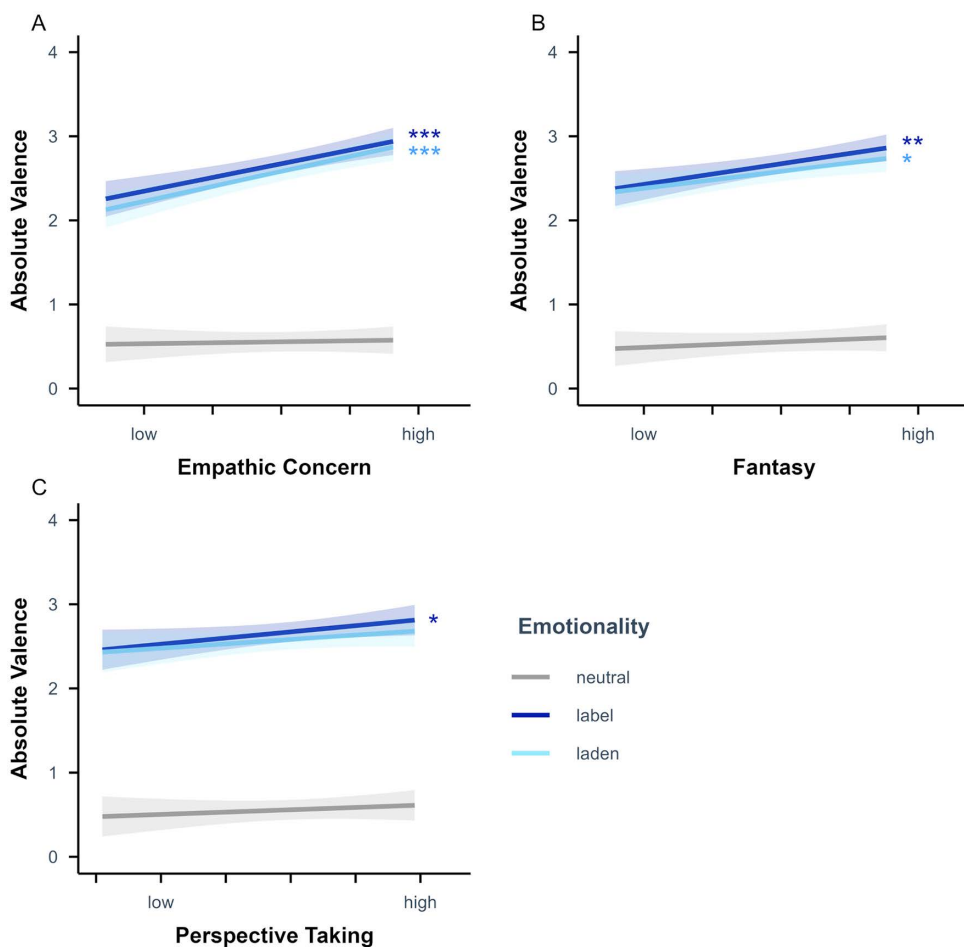 A
Absolute Valence
4
3
2
1
0
***
***
low
high
Empathic Concern
B
Absolute Valence
4
3
2
1
0
**
*
low
high
Fantasy
C
Absolute Valence
4
3
2
1
0
*
low
high
Perspective Taking
Emotionality
neutral
label
laden